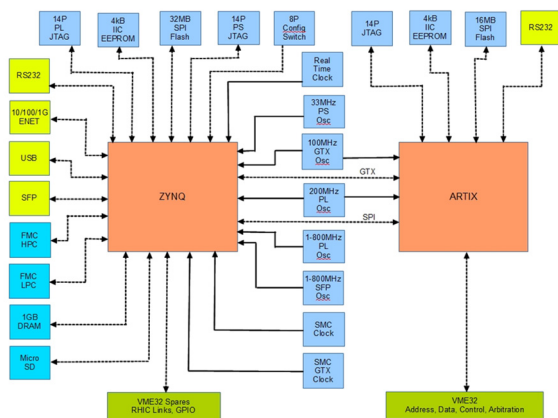 14P
PL
JTAG
4kB
IIC
EEPROM
32MB
SPI
Flash
14P
PS
JTAG
8P
Config
Switch
14P
JTAG
4kB
IIC
EEPROM
16MB
SPI
Flash
RS232
RS232
10/100/1G
ENET
USB
SFP
FMC
HPC
FMC
LPC
1GB
DRAM
Micro
SD
ZYNQ
Real
Time
Clock
33MHz
PS
Osc
100MHz
GTX
Osc
GTX
200MHz
PL
Osc
SPI
1-800MHz
PL
Osc
1-800MHz
SFP
Osc
SMC
Clock
SMC
GTX
Clock
ARTIX
VME32 Spares
RHIC Links, GPIO
VME32
Address, Data, Control, Arbitration